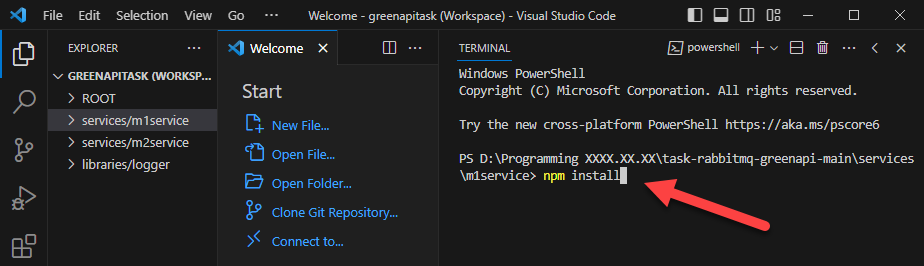 File Edit ··· Welcome - greenapitask (Workspace) - Visual Studio Code
EXPLORER ···
GREENAPITASK (WORKSP...
ROOT
services/m1service
services/m2service
libraries/logger
Welcome
Start
New File...
Open File...
Open Folder...
Clone Git Repository...
Connect to...
TERMINAL powershell
Windows PowerShell
Copyright (C) Microsoft Corporation. All rights reserved.
Try the new cross-platform PowerShell https://aka.ms/pscore6
PS D:\Programming XXXX.XX.XX\task-rabbitmq-greenapi-main\services
\m1service> npm install